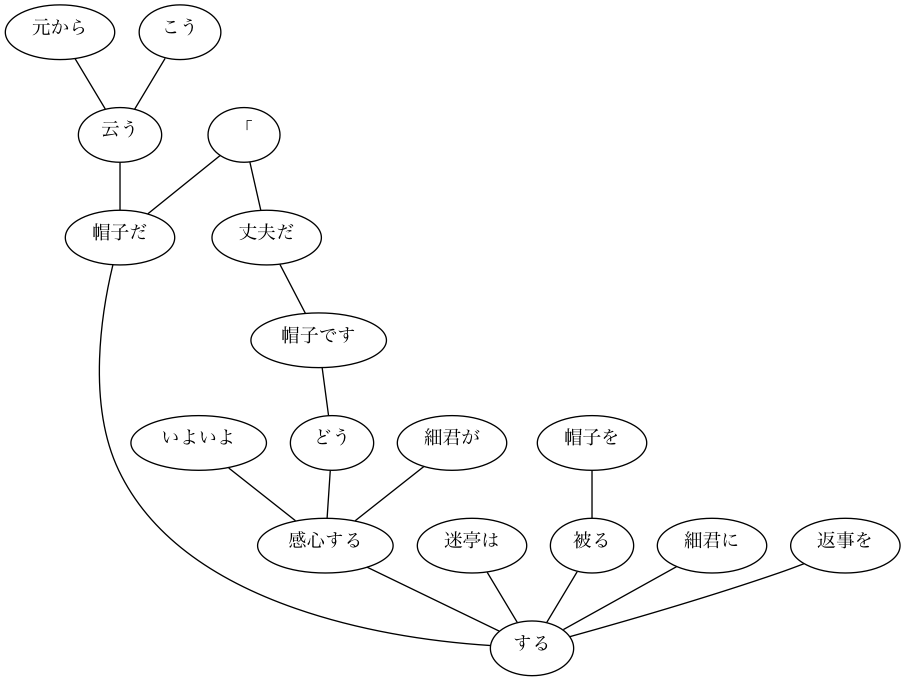 元から
こう
云う
「
帽子だ
丈夫だ
帽子です
いよいよ
どう
細君が
帽子を
感心する
迷亭は
被る
細君に
返事を
する